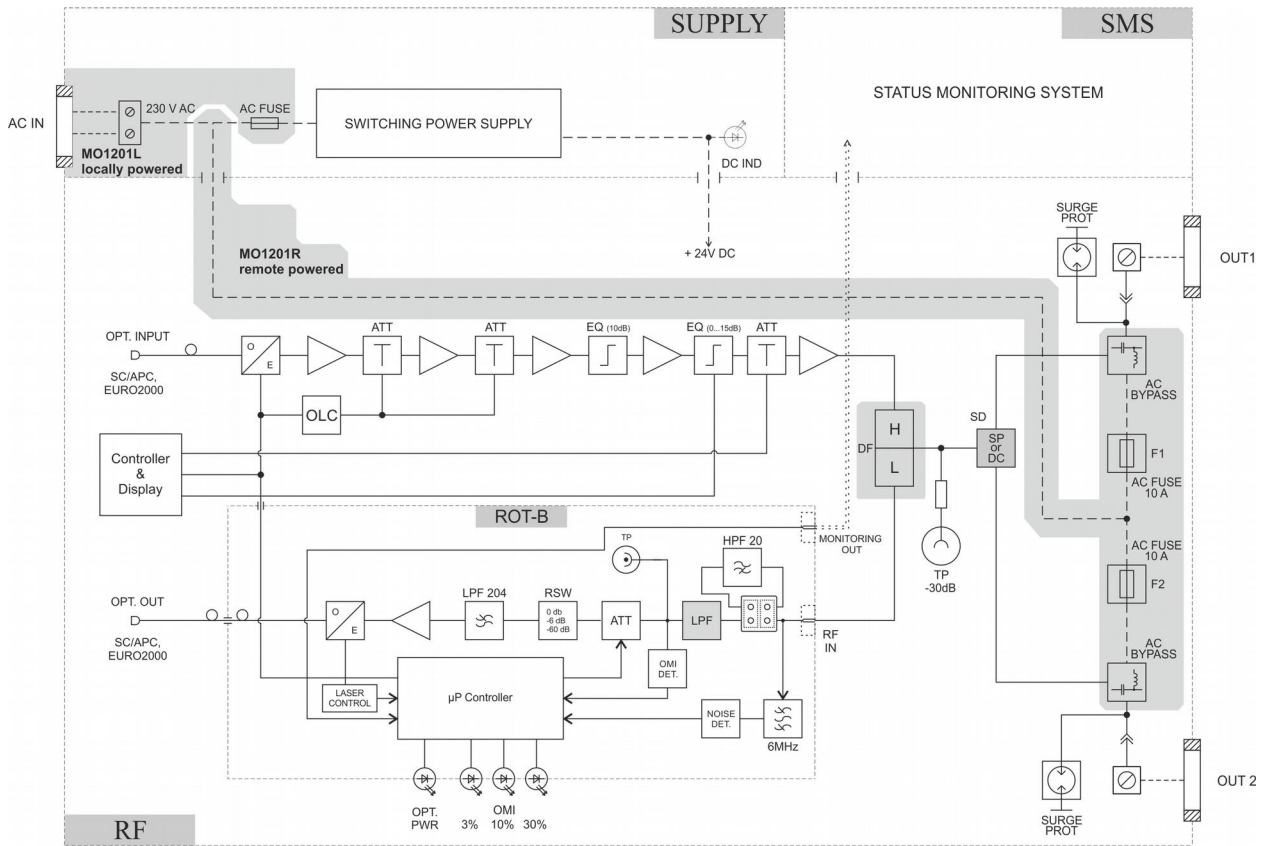 SUPPLY
SMS
STATUS MONITORING SYSTEM
AC IN
230 V AC
AC FUSE
SWITCHING POWER SUPPLY
DC IND
MO1201L
locally powered
+ 24V DC
MO1201R
remote powered
SURGE
PROT
OUT1
OPT. INPUT
SC/APC,
EURO2000
O
E
ATT
ATT
EQ (10dB)
EQ (0...15dB)
ATT
OLC
Controller
&
Display
DF
H
L
SD
SP
or
DC
AC
BYPASS
F1
AC FUSE
10 A
AC FUSE
10 A
F2
AC
BYPASS
TP
-30dB
ROT-B
MONITORING
OUT
TP
HPF 20
OPT. OUT
SC/APC,
EURO2000
O
E
LPF 204
RSW
0 db
-6 dB
-60 dB
ATT
LPF
RF
IN
OMI
DET.
LASER
CONTROL
µP Controller
NOISE
DET.
6MHz
OPT.
PWR
OMI
3%
10%
30%
SURGE
PROT
OUT 2
RF